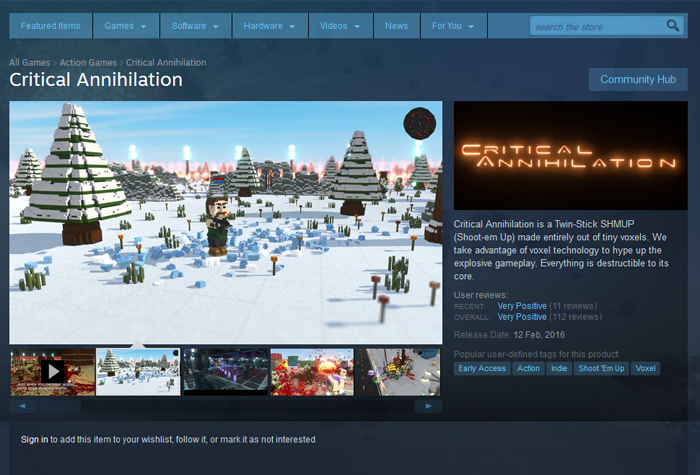 Featured Items Games Software Hardware Videos News For You search the store
All Games > Action Games > Critical Annihilation
Critical Annihilation
Community Hub
CRITICAL
ANNIHILATION
Critical Annihilation is a Twin-Stick SHMUP
(Shoot-em Up) made entirely out of tiny voxels. We
take advantage of voxel technology to hype up the
explosive gameplay. Everything is destructible to its
core.
User reviews:
RECENT: Very Positive (11 reviews)
OVERALL: Very Positive (112 reviews)
Release Date: 12 Feb, 2016
Popular user-defined tags for this product:
Early Access Action Indie Shoot 'Em Up Voxel
Sign in to add this item to your wishlist, follow it, or mark it as not interested